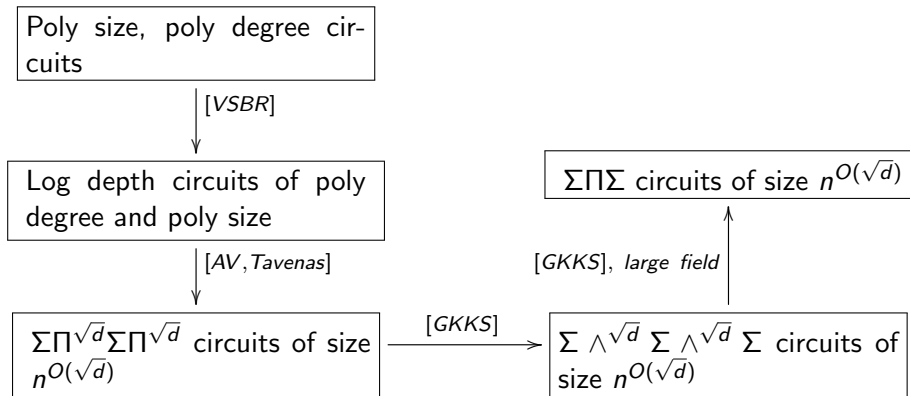 Poly size, poly degree cir-
cuits
[VSBR]
Log depth circuits of poly
degree and poly size
ΣΠΣ circuits of size n^{O(√d)}
[AV,Tavenas]
[GKKS], large field
ΣΠ^{√d}ΣΠ^{√d} circuits of size
n^{O(√d)}
[GKKS]
Σ ∧^{√d} Σ ∧^{√d} Σ circuits of
size n^{O(√d)}